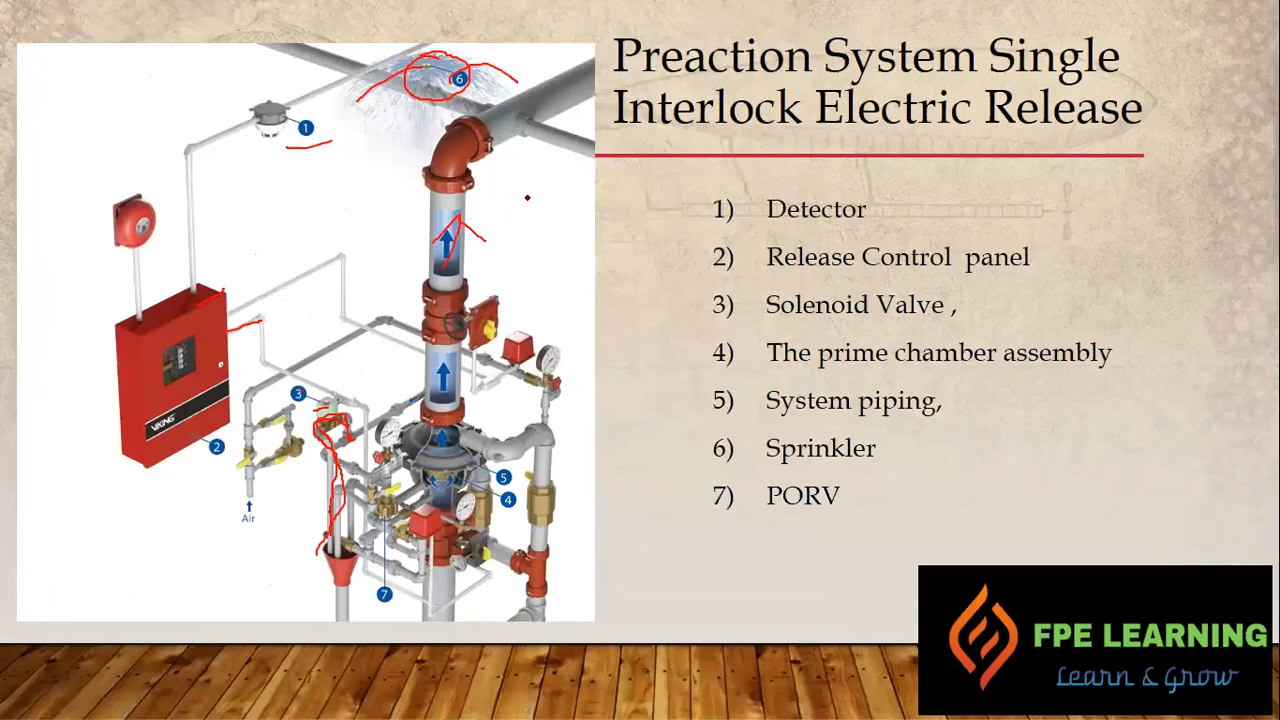 Preaction System Single
Interlock Electric Release
1) Detector
2) Release Control panel
3) Solenoid Valve ,
4) The prime chamber assembly
5) System piping,
6) Sprinkler
7) PORV
6
1
3
VIKING
2
5
4
Air
7
FPE LEARNING
Learn & Grow